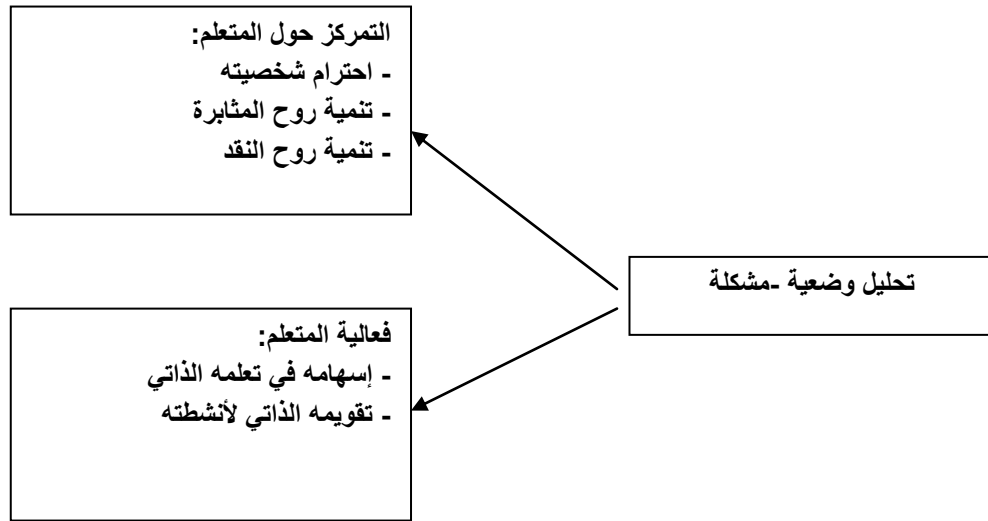 تحليل وضعية -مشكلة
التمركز حول المتعلم:
- احترام شخصيته
- تنمية روح المثابرة
- تنمية روح النقد
فعالية المتعلم:
- إسهامه في تعلمه الذاتي
- تقويمه الذاتي لأنشطته